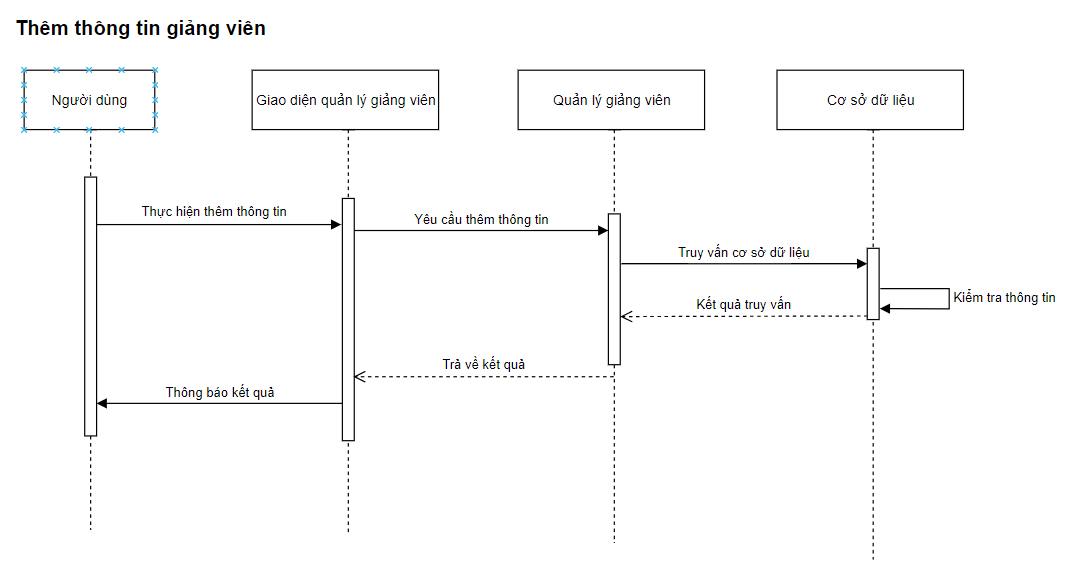 Thêm thông tin giảng viên
Người dùng
Giao diện quản lý giảng viên
Quản lý giảng viên
Cơ sở dữ liệu
Thực hiện thêm thông tin
Yêu cầu thêm thông tin
Truy vấn cơ sở dữ liệu
Kiểm tra thông tin
Kết quả truy vấn
Trả về kết quả
Thông báo kết quả